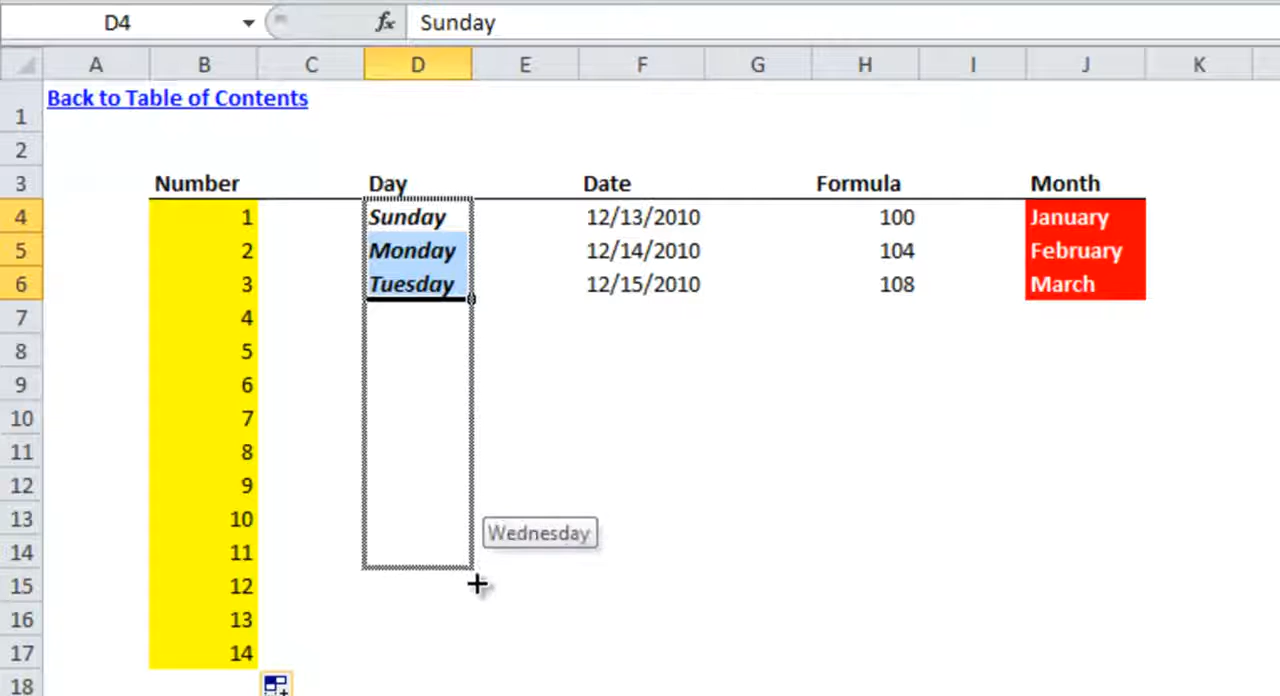 D4 fx Sunday
A B C D E F G H I J K
1 Back to Table of Contents
2
3 Number Day Date Formula Month
4 1 Sunday 12/13/2010 100 January
5 2 Monday 12/14/2010 104 February
6 3 Tuesday 12/15/2010 108 March
7 4
8 5
9 6
10 7
11 8
12 9
13 10 Wednesday
14 11
15 12
16 13
17 14
18